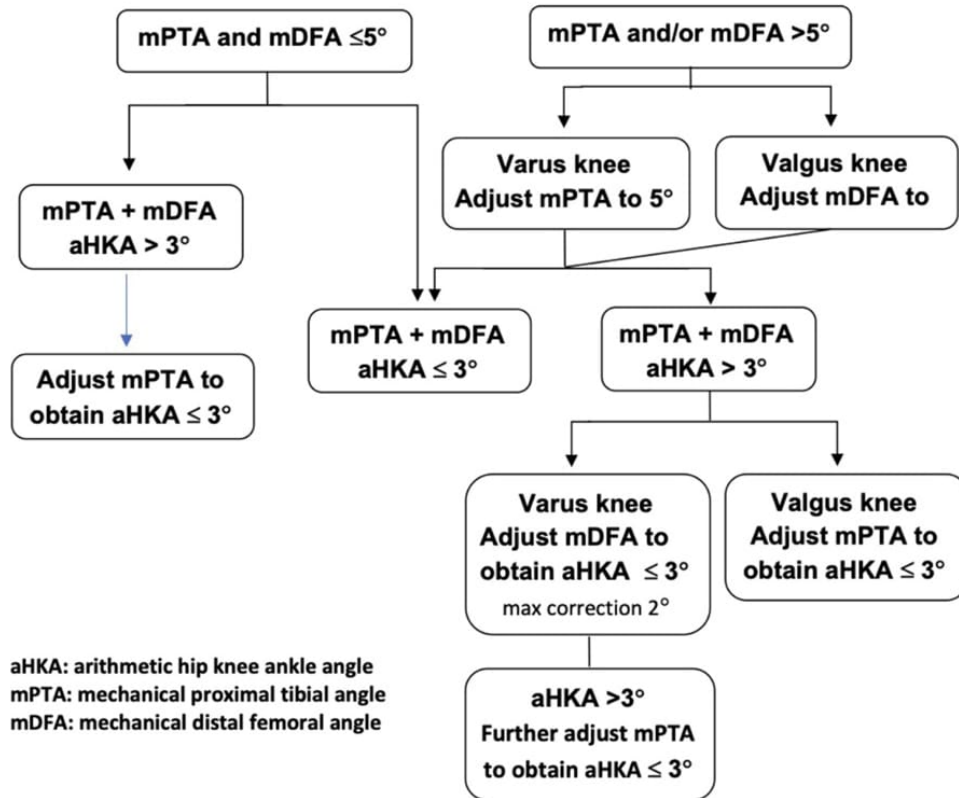 mPTA and mDFA ≤5°
mPTA and/or mDFA >5°
Varus knee
Adjust mPTA to 5°
Valgus knee
Adjust mDFA to
mPTA + mDFA
aHKA > 3°
mPTA + mDFA
aHKA ≤ 3°
mPTA + mDFA
aHKA > 3°
Adjust mPTA to
obtain aHKA ≤ 3°
Varus knee
Adjust mDFA to
obtain aHKA ≤ 3°
max correction 2°
Valgus knee
Adjust mPTA to
obtain aHKA ≤ 3°
aHKA >3°
Further adjust mPTA
to obtain aHKA ≤ 3°
aHKA: arithmetic hip knee ankle angle
mPTA: mechanical proximal tibial angle
mDFA: mechanical distal femoral angle